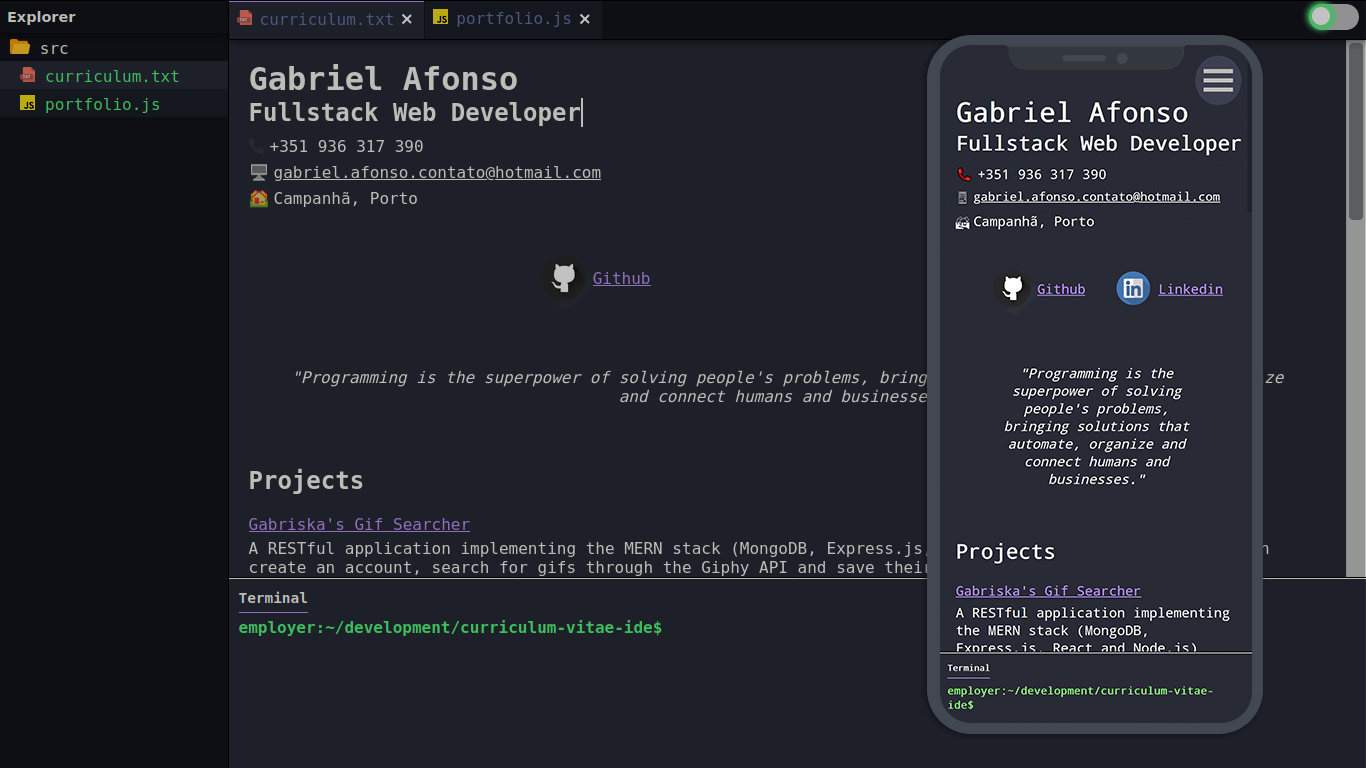 Explorer
src
curriculum.txt
portfolio.js
curriculum.txt ×
portfolio.js ×
Gabriel Afonso
Fullstack Web Developer
+351 936 317 390
gabriel.afonso.contato@hotmail.com
Campanhã, Porto
Github
"Programming is the superpower of solving people's problems, bring
ze
and connect humans and businesse
Projects
Gabriska's Gif Searcher
A RESTful application implementing the MERN stack (MongoDB, Express.js,
n
create an account, search for gifs through the Giphy API and save their
Terminal
employer:~/development/curriculum-vitae-ide$
Gabriel Afonso
Fullstack Web Developer
+351 936 317 390
gabriel.afonso.contato@hotmail.com
Campanhã, Porto
Github
Linkedin
"Programming is the
superpower of solving
people's problems,
bringing solutions that
automate, organize and
connect humans and
businesses."
Projects
Gabriska's Gif Searcher
A RESTful application implementing
the MERN stack (MongoDB,
Express.js, React and Node.js)
Terminal
employer:~/development/curriculum-vitae-
ide$